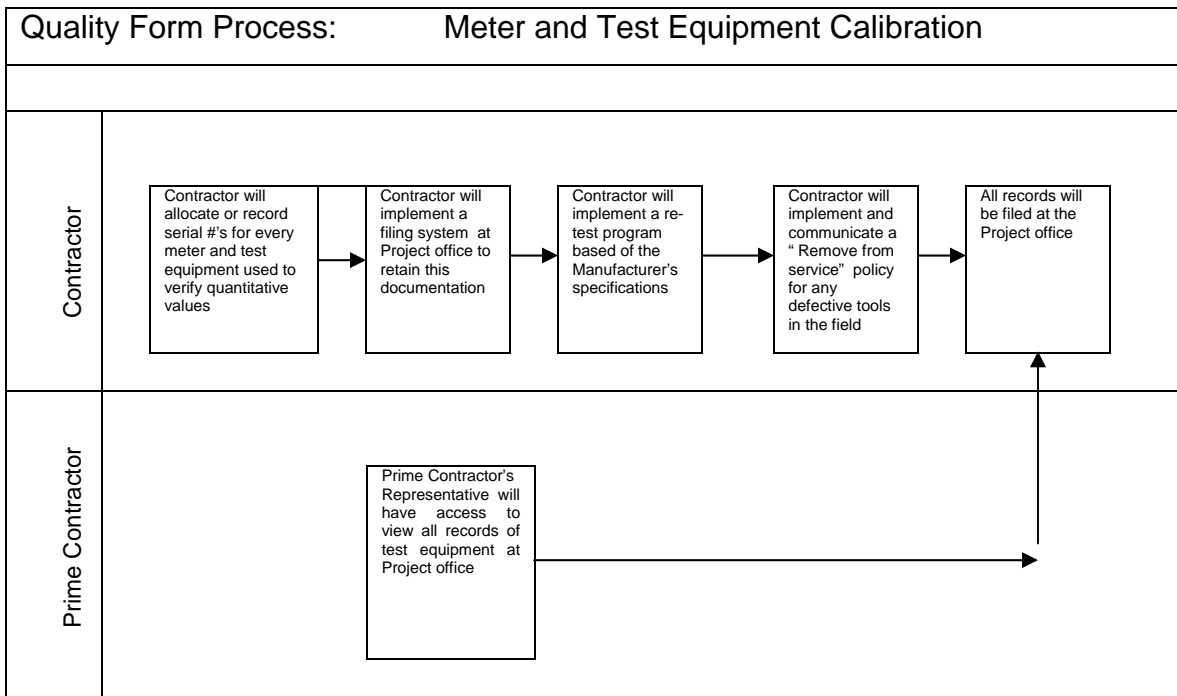 Quality Form Process: Meter and Test Equipment Calibration
Contractor
Contractor will
allocate or record
serial #'s for every
meter and test
equipment used to
verify quantitative
values
Contractor will
implement a
filing system at
Project office to
retain this
documentation
Contractor will
implement a re-
test program
based of the
Manufacturer's
specifications
Contractor will
implement and
communicate a
“ Remove from
service” policy
for any
defective tools
in the field
All records will
be filed at the
Project office
Prime Contractor
Prime Contractor's
Representative will
have access to
view all records of
test equipment at
Project office